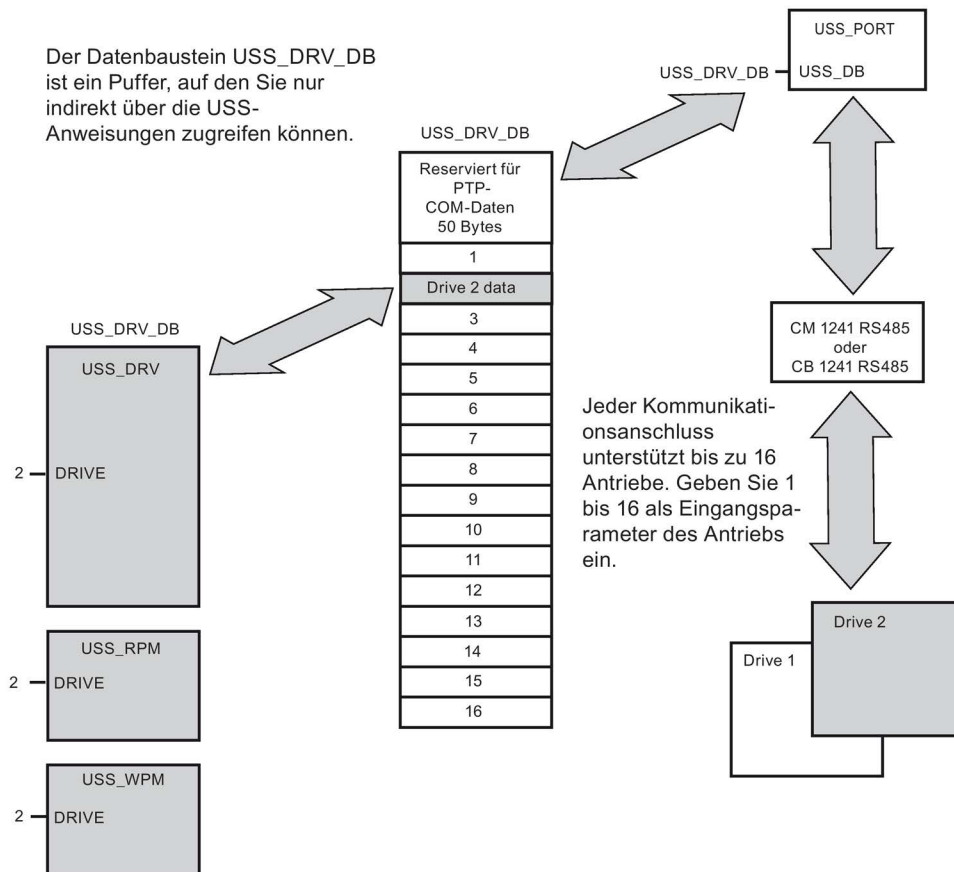 Der Datenbaustein USS_DRV_DB
ist ein Puffer, auf den Sie nur
indirekt über die USS-
Anweisungen zugreifen können.
USS_PORT
USS_DRV_DB
USS_DB
USS_DRV_DB
Reserviert für
PTP-
COM-Daten
50 Bytes
1
Drive 2 data
3
4
5
6
7
8
9
10
11
12
13
14
15
16
USS_DRV_DB
USS_DRV
2
DRIVE
USS_RPM
2
DRIVE
USS_WPM
2
DRIVE
CM 1241 RS485
oder
CB 1241 RS485
Jeder Kommunikati-
onsanschluss
unterstützt bis zu 16
Antriebe. Geben Sie 1
bis 16 als Eingangspa-
rameter des Antriebs
ein.
Drive 2
Drive 1